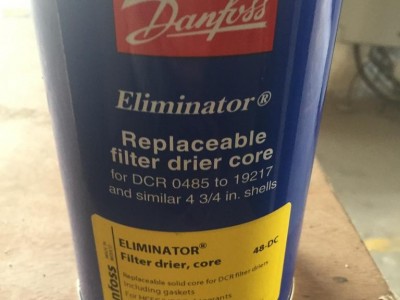 Danfoss
Eliminator®
Replaceable
filter drier core
for DCR 0485 to 19217
and similar 4 3/4 in. shells
ELIMINATOR® 48-DC
Filter drier, core
Replaceable solid core for DCR filter driers
including gaskets